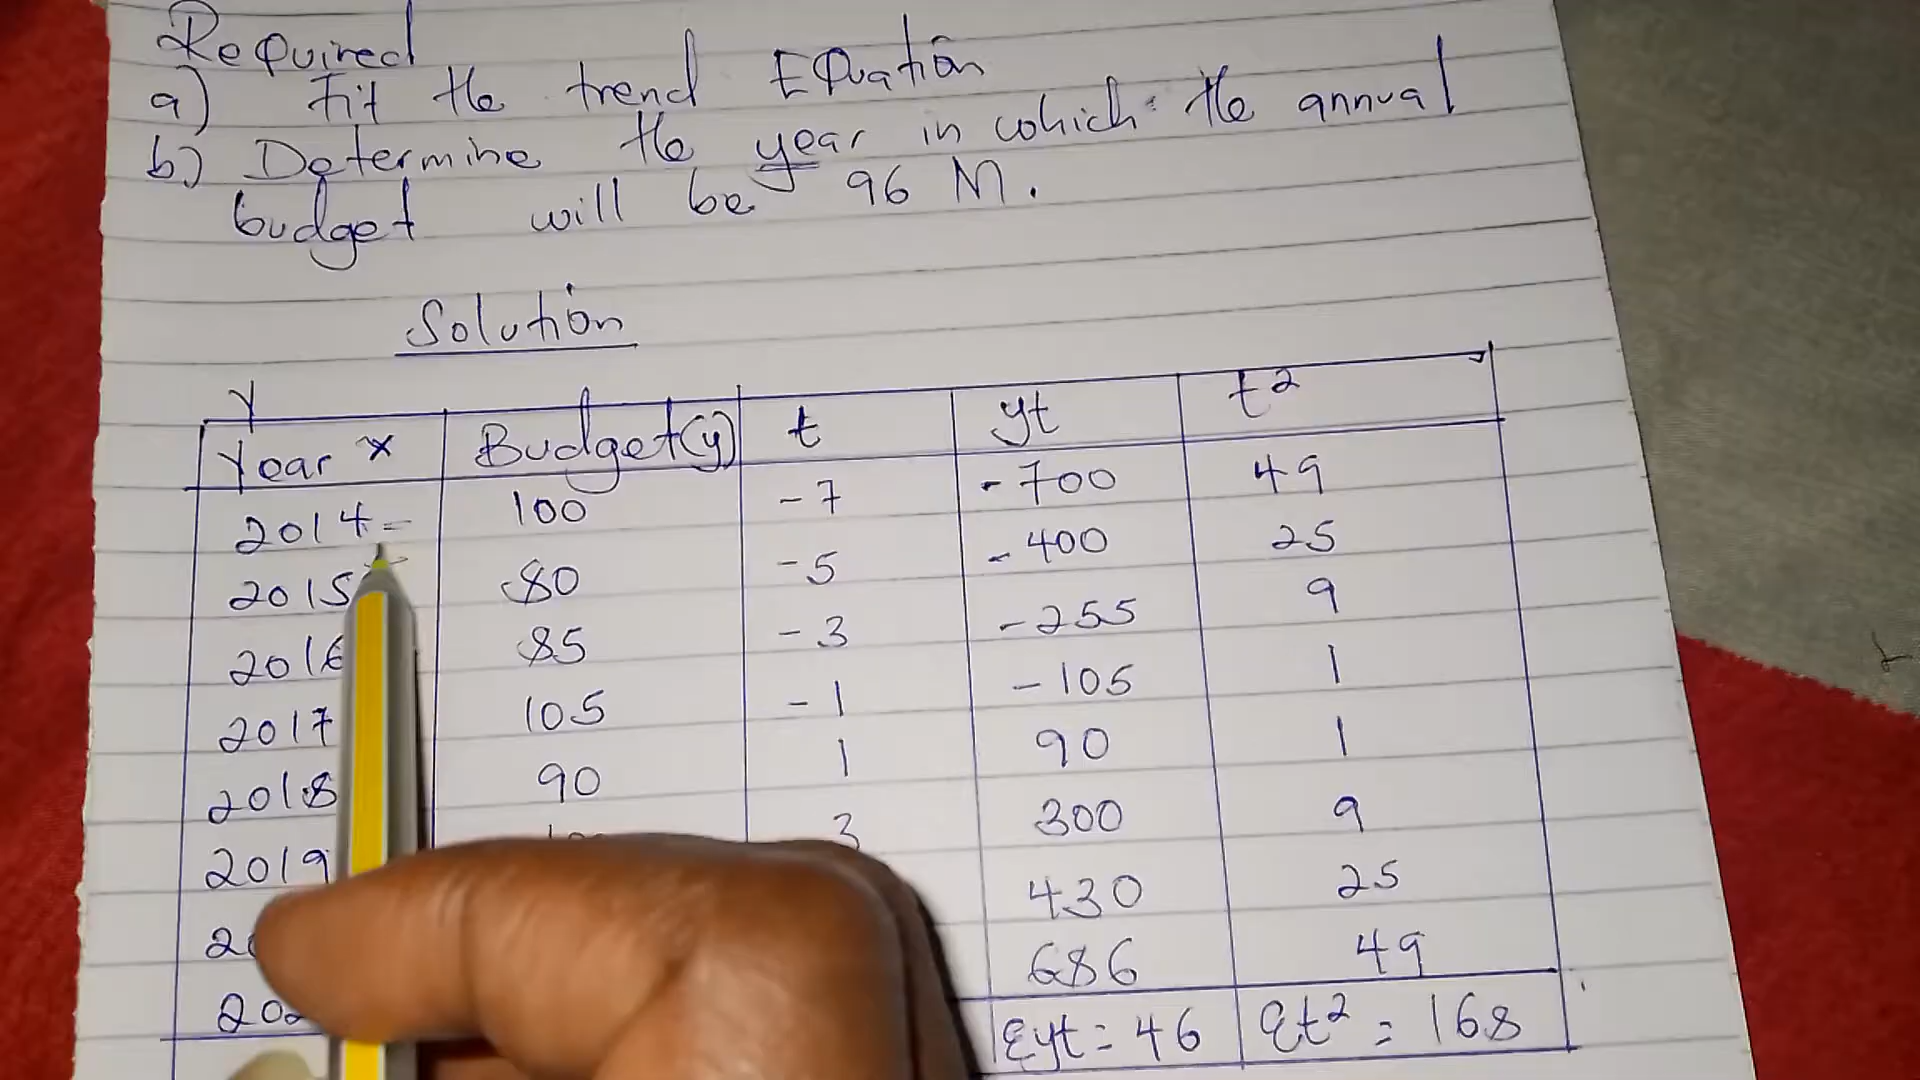 Required
a) Fit the trend Equation
b) Determine the year in which the annual
budget will be 96 M.
Solution
Y
Year x Budget(y) t yt t2
2014 - 100 -7 -700 49
2015 80 -5 -400 25
2016 85 -3 -255 9
2017 105 -1 -105 1
2018 90 1 90 1
2019 3 300 9
430 25
686 49
Σyt = 46 Σt2 = 168